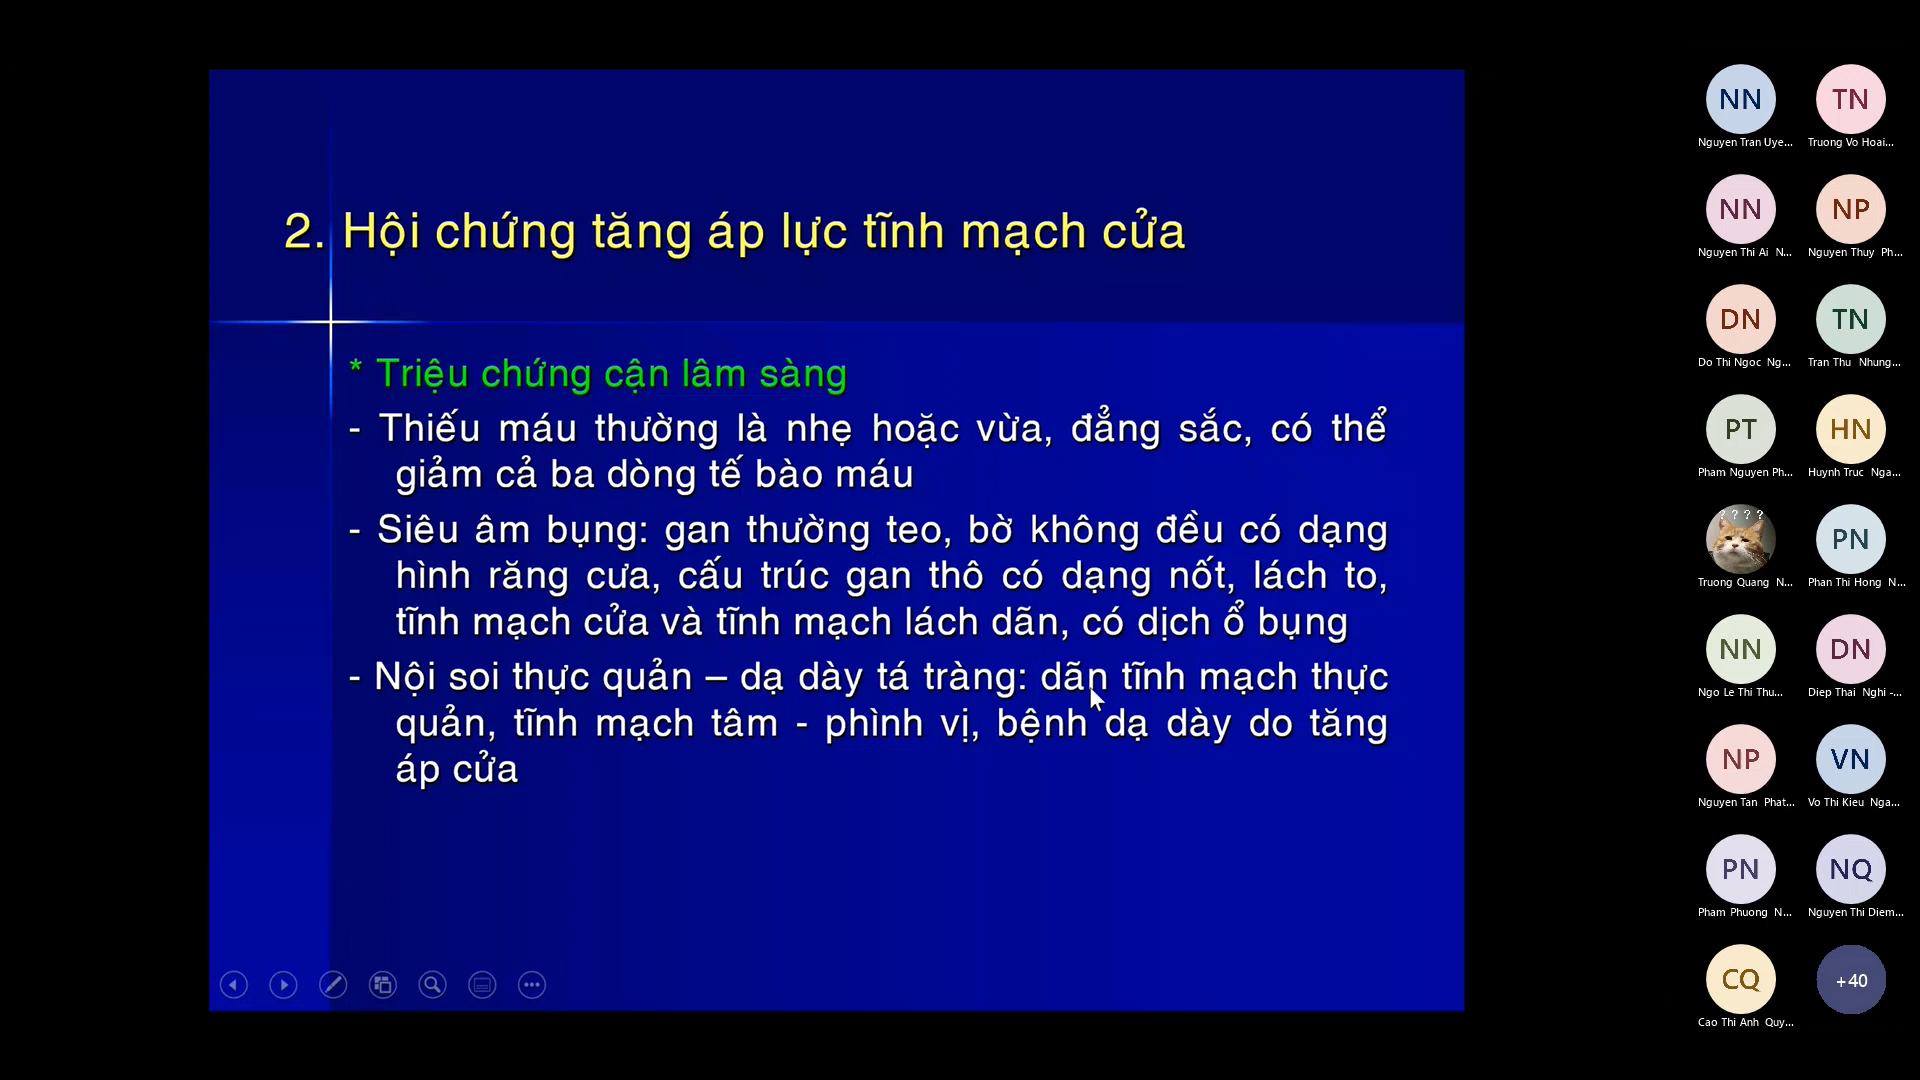 2. Hội chứng tăng áp lực tĩnh mạch cửa
* Triệu chứng cận lâm sàng
- Thiếu máu thường là nhẹ hoặc vừa, đẳng sắc, có thể
giảm cả ba dòng tế bào máu
- Siêu âm bụng: gan thường teo, bờ không đều có dạng
hình răng cưa, cấu trúc gan thô có dạng nốt, lách to,
tĩnh mạch cửa và tĩnh mạch lách dãn, có dịch ổ bụng
- Nội soi thực quản – dạ dày tá tràng: dãn tĩnh mạch thực
quản, tĩnh mạch tâm - phình vị, bệnh dạ dày do tăng
áp cửa
NN TN
Nguyen Tran Uye... Truong Vo Hoai...
NN NP
Nguyen Thi Ai N... Nguyen Thuy Ph...
DN TN
Do Thi Ngoc Ng... Tran Thu Nhung...
PT HN
Pham Nguyen Ph... Huynh Truc Nga...
???? PN
Truong Quang N... Phan Thi Hong N...
NN DN
Ngo Le Thi Thu... Diep Thai Nghi -...
NP VN
Nguyen Tan Phat... Vo Thi Kieu Nga...
PN NQ
Pham Phuong N... Nguyen Thi Diem...
CQ +40
Cao Thi Anh Quy...